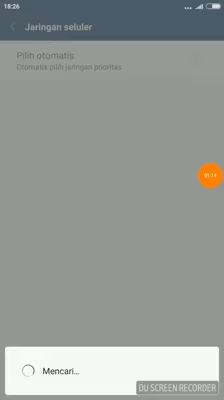 18:26
Jaringan seluler
Pilih otomatis
Otomatis pilih jaringan prioritas
01:14
Mencari...
DU SCREEN RECORDER